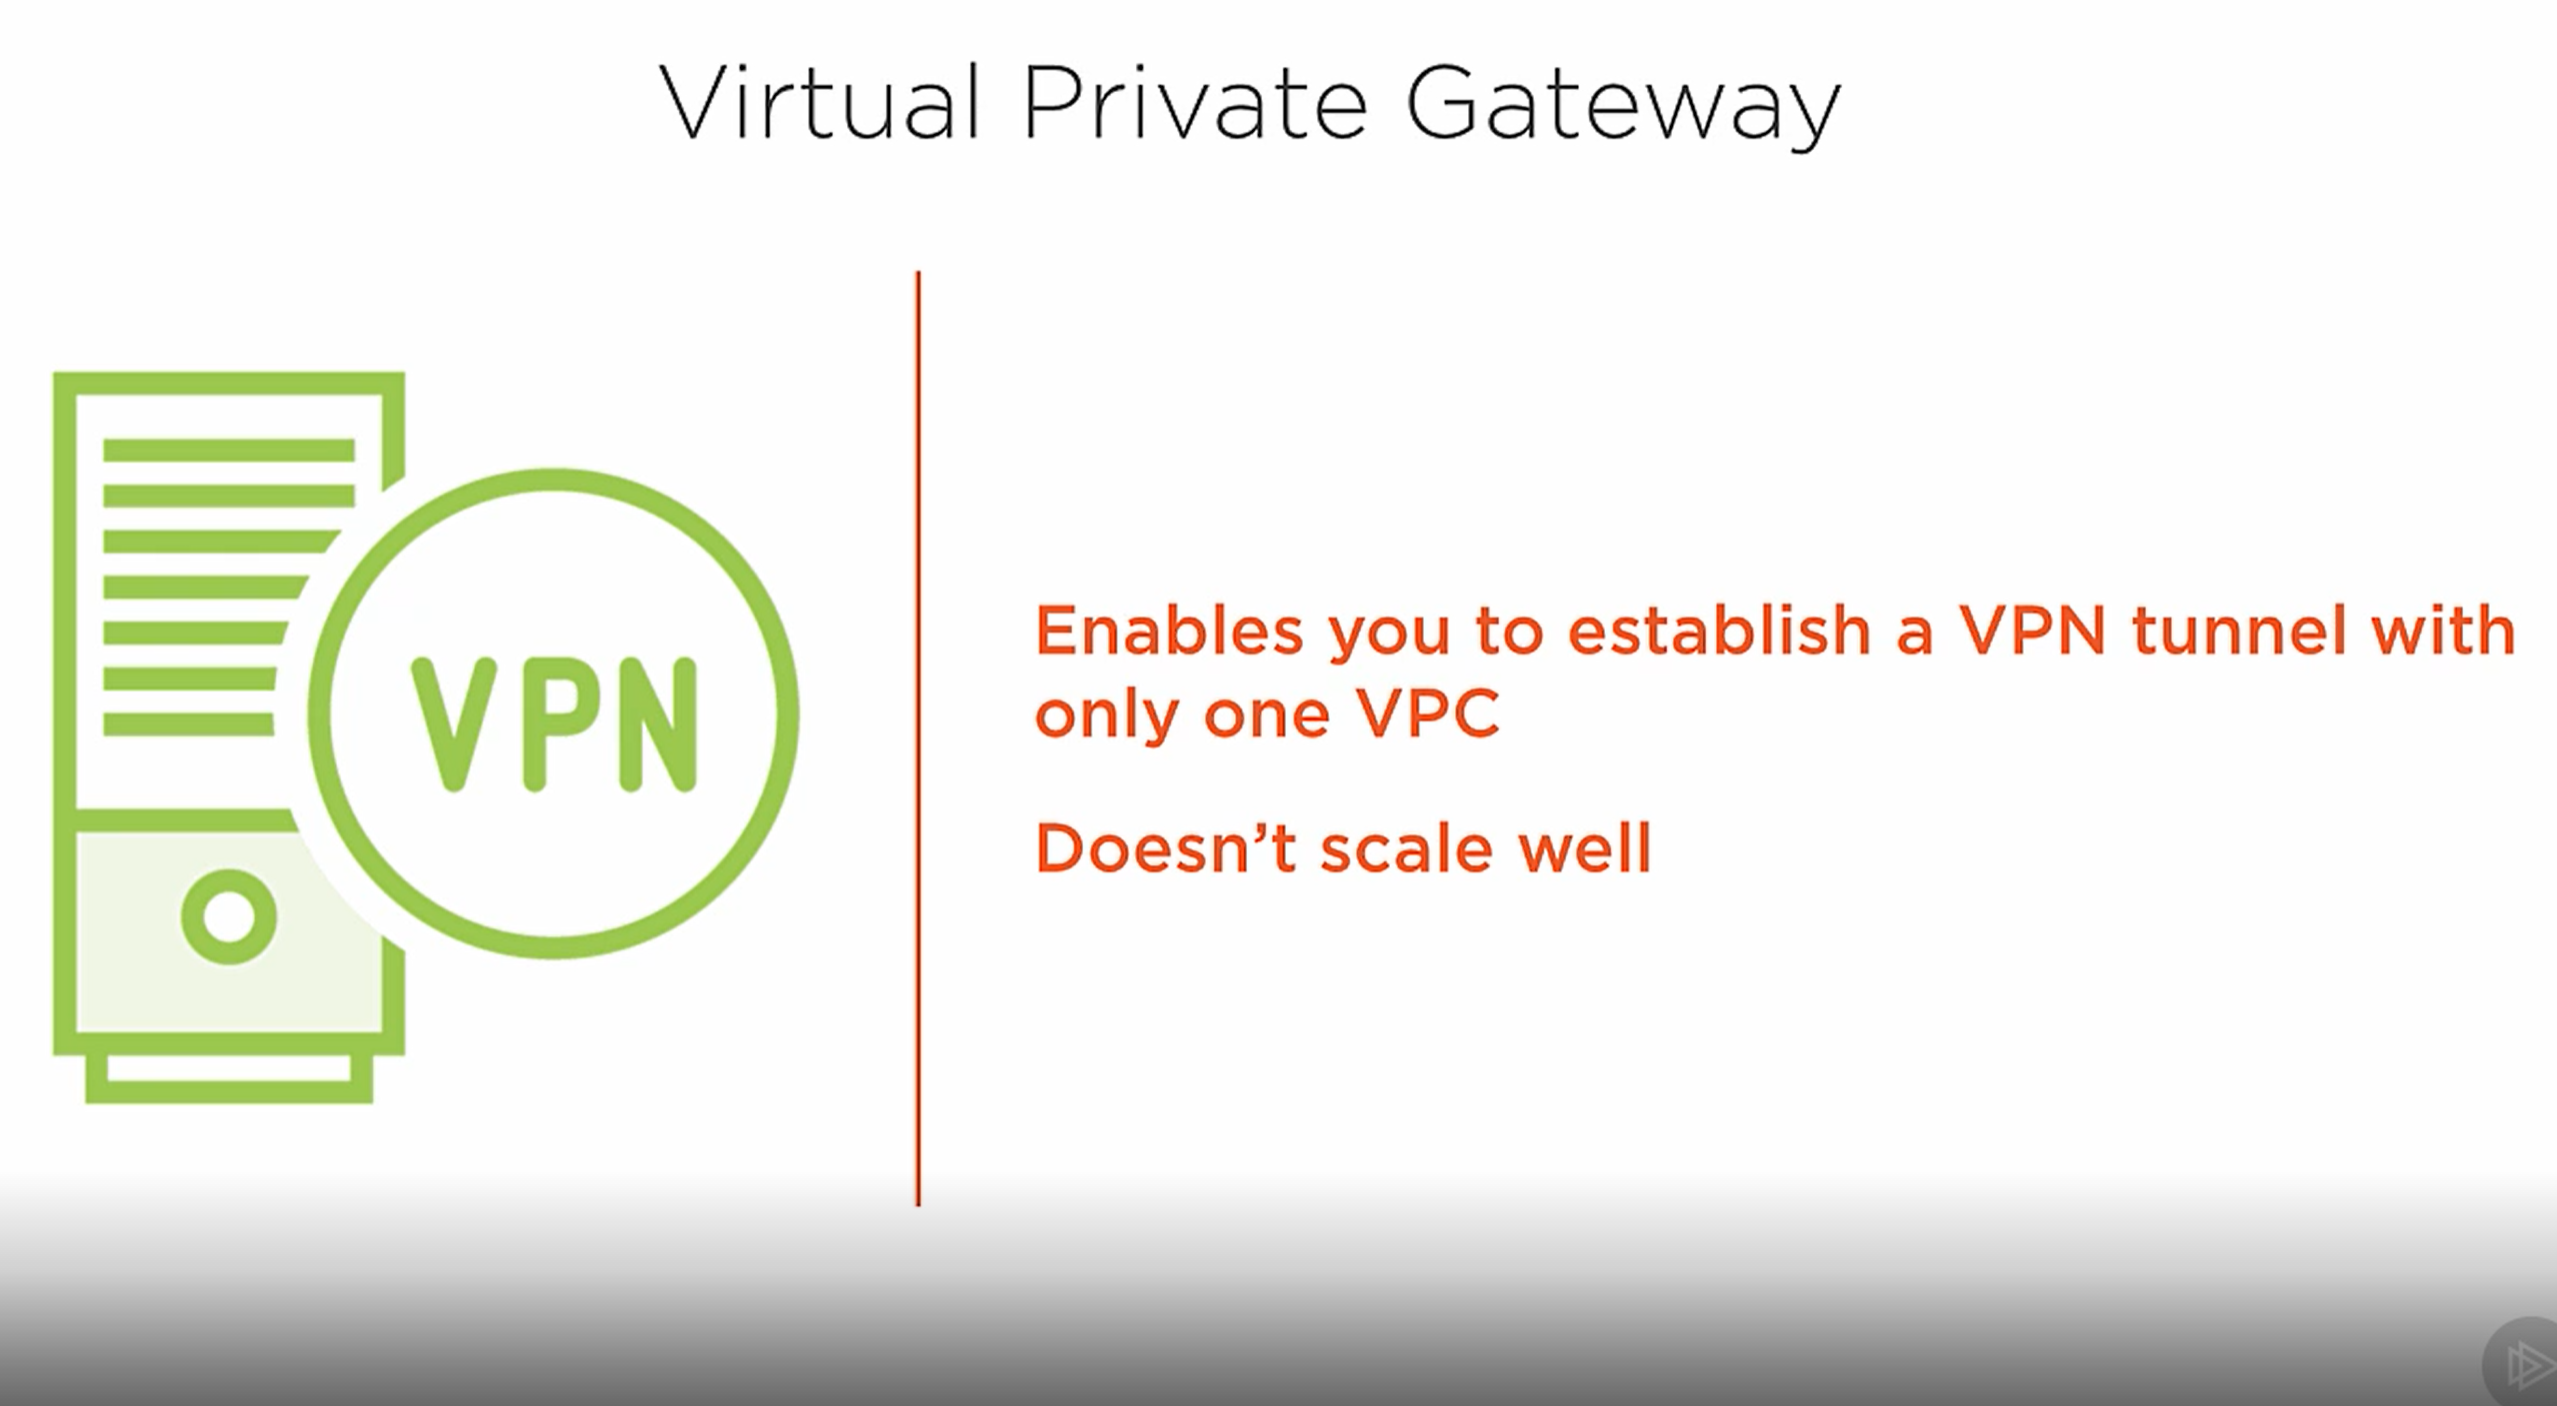 Virtual Private Gateway
VPN
Enables you to establish a VPN tunnel with
only one VPC
Doesn't scale well